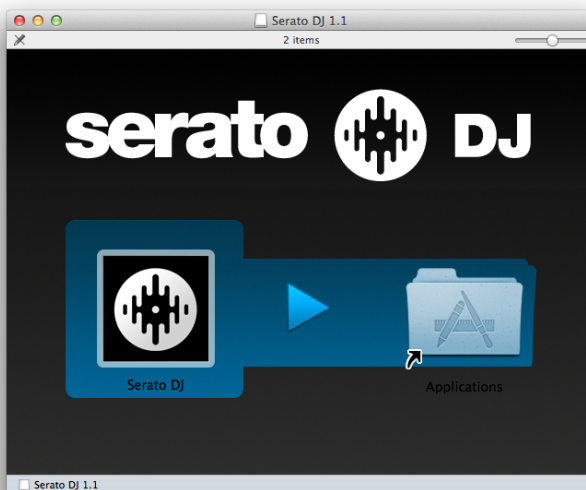 Serato DJ 1.1
2 items
serato DJ
Serato DJ
Applications
Serato DJ 1.1